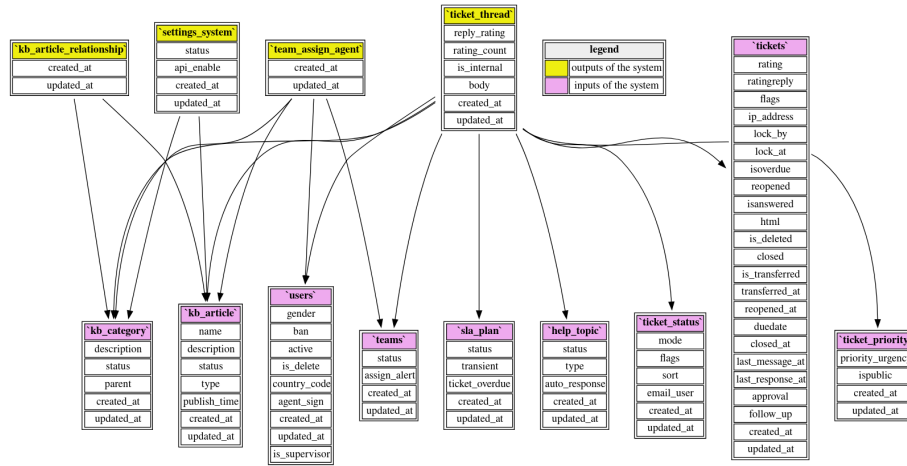 `kb_article_relationship`
created_at
updated_at
`settings_system`
status
api_enable
created_at
updated_at
`team_assign_agent`
created_at
updated_at
`ticket_thread`
reply_rating
rating_count
is_internal
body
created_at
updated_at
legend
outputs of the system
inputs of the system
`tickets`
rating
ratingreply
flags
ip_address
lock_by
lock_at
isoverdue
reopened
isanswered
html
is_deleted
closed
is_transferred
transferred_at
reopened_at
duedate
closed_at
last_message_at
last_response_at
approval
follow_up
created_at
updated_at
`kb_category`
description
status
parent
created_at
updated_at
`kb_article`
name
description
status
type
publish_time
created_at
updated_at
`users`
gender
ban
active
is_delete
country_code
agent_sign
created_at
updated_at
is_supervisor
`teams`
status
assign_alert
created_at
updated_at
`sla_plan`
status
transient
ticket_overdue
created_at
updated_at
`help_topic`
status
type
auto_response
created_at
updated_at
`ticket_status`
mode
flags
sort
email_user
created_at
updated_at
`ticket_priority`
priority_urgency
ispublic
created_at
updated_at